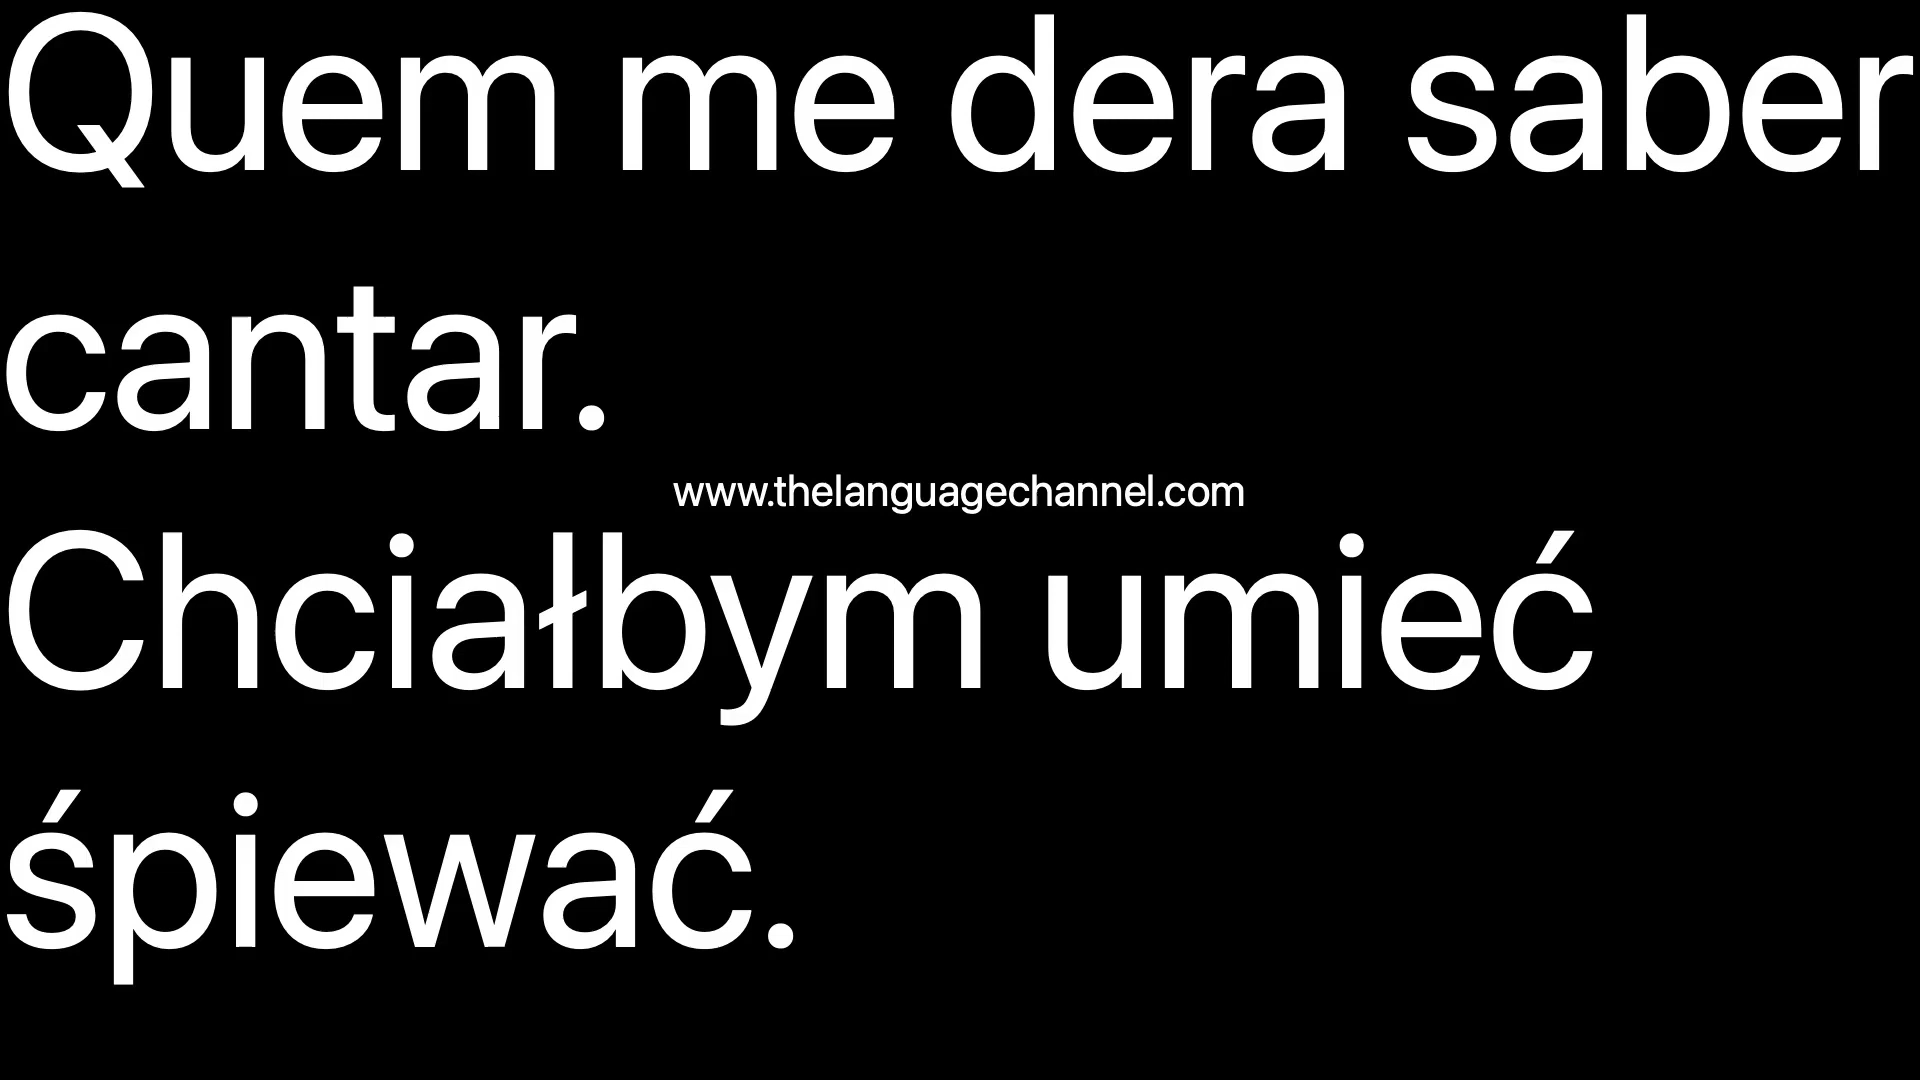 Quem me dera saber
cantar.
www.thelanguagechannel.com
Chciałbym umieć
śpiewać.